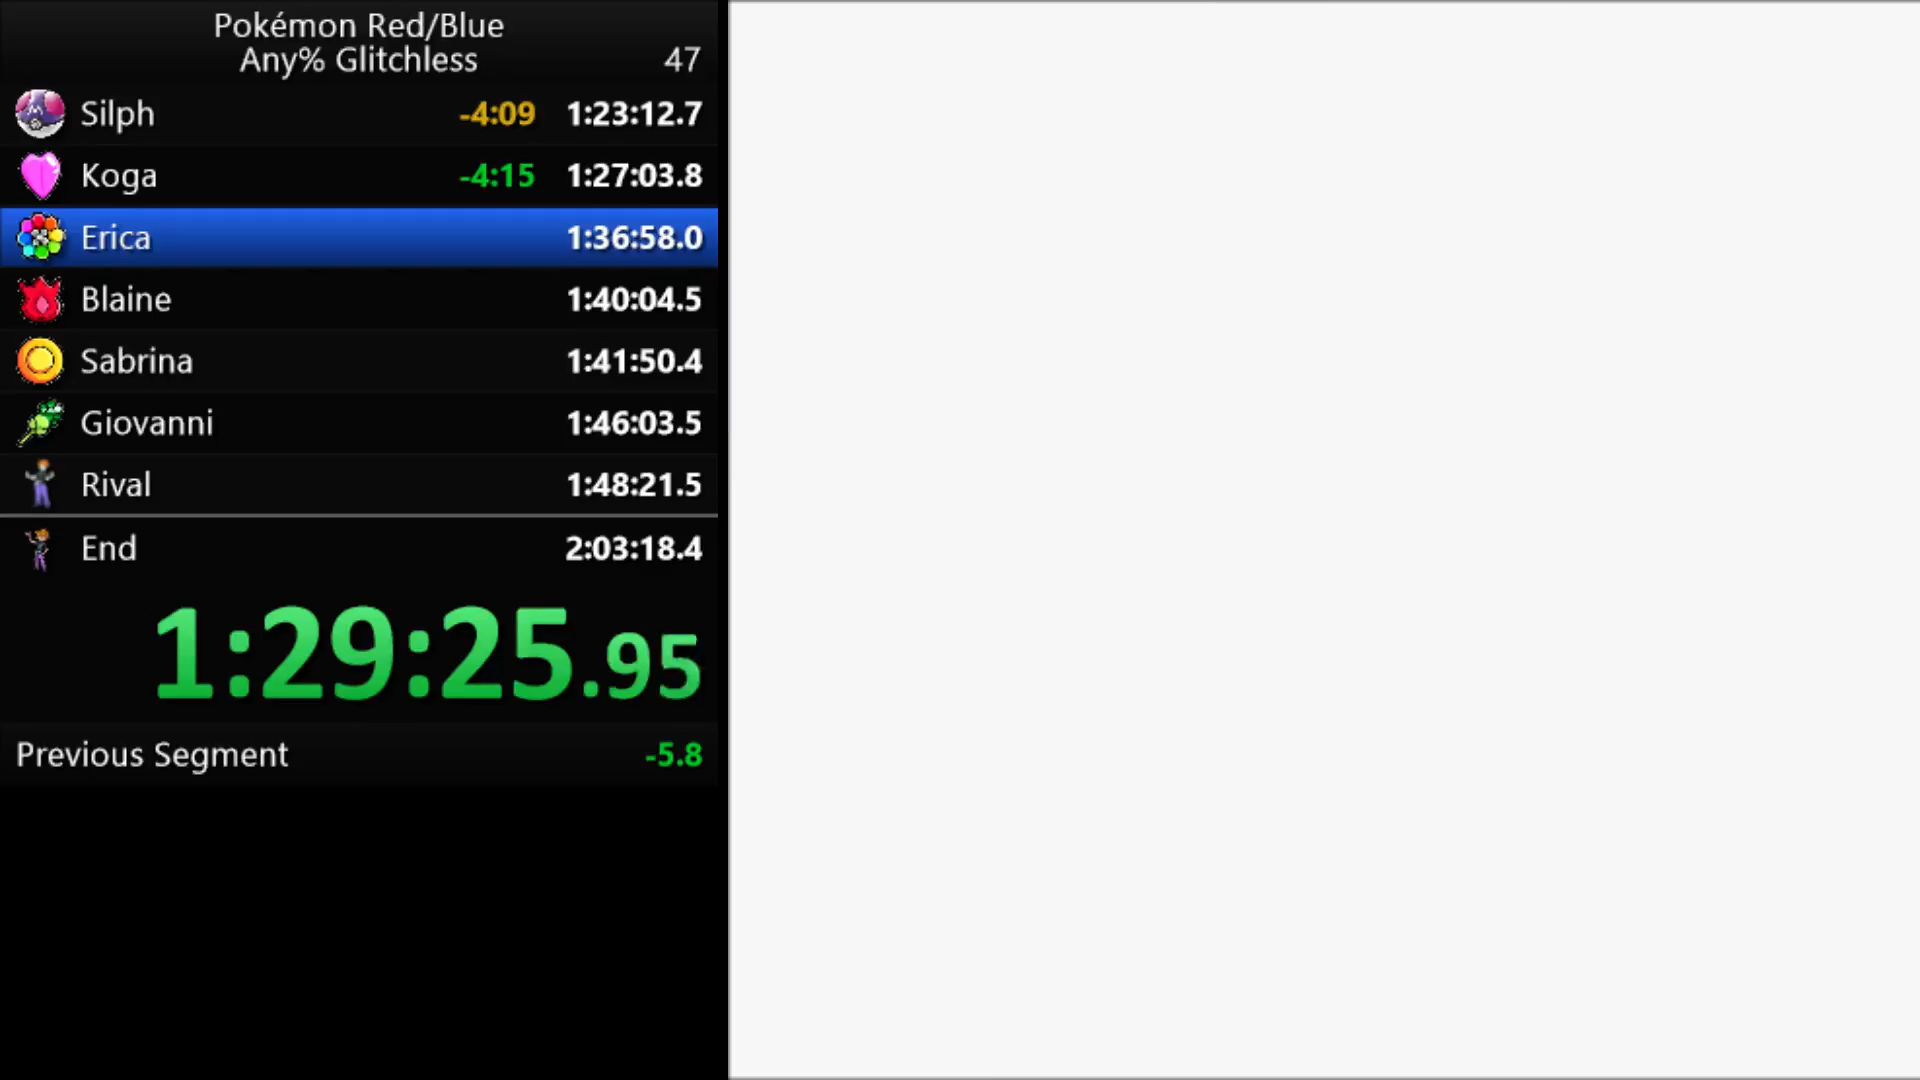 Pokémon Red/Blue
Any% Glitchless 47
Silph -4:09 1:23:12.7
Koga -4:15 1:27:03.8
Erica 1:36:58.0
Blaine 1:40:04.5
Sabrina 1:41:50.4
Giovanni 1:46:03.5
Rival 1:48:21.5
End 2:03:18.4
1:29:25.95
Previous Segment -5.8